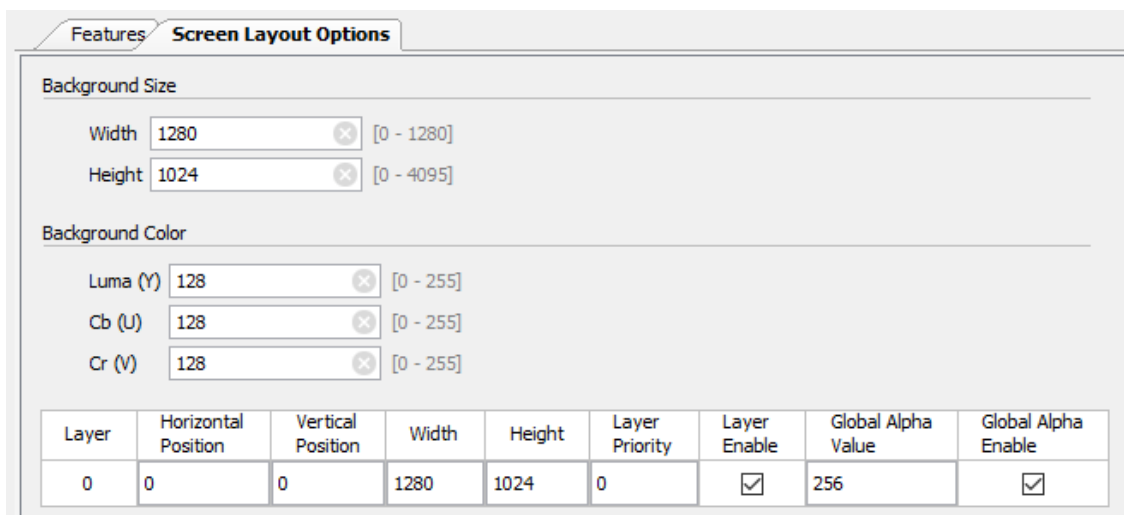 Features Screen Layout Options
Background Size
Width 1280 [0 - 1280]
Height 1024 [0 - 4095]
Background Color
Luma (Y) 128 [0 - 255]
Cb (U) 128 [0 - 255]
Cr (V) 128 [0 - 255]
Layer Horizontal Position Vertical Position Width Height Layer Priority Layer Enable Global Alpha Value Global Alpha Enable
0 0 0 1280 1024 0 256